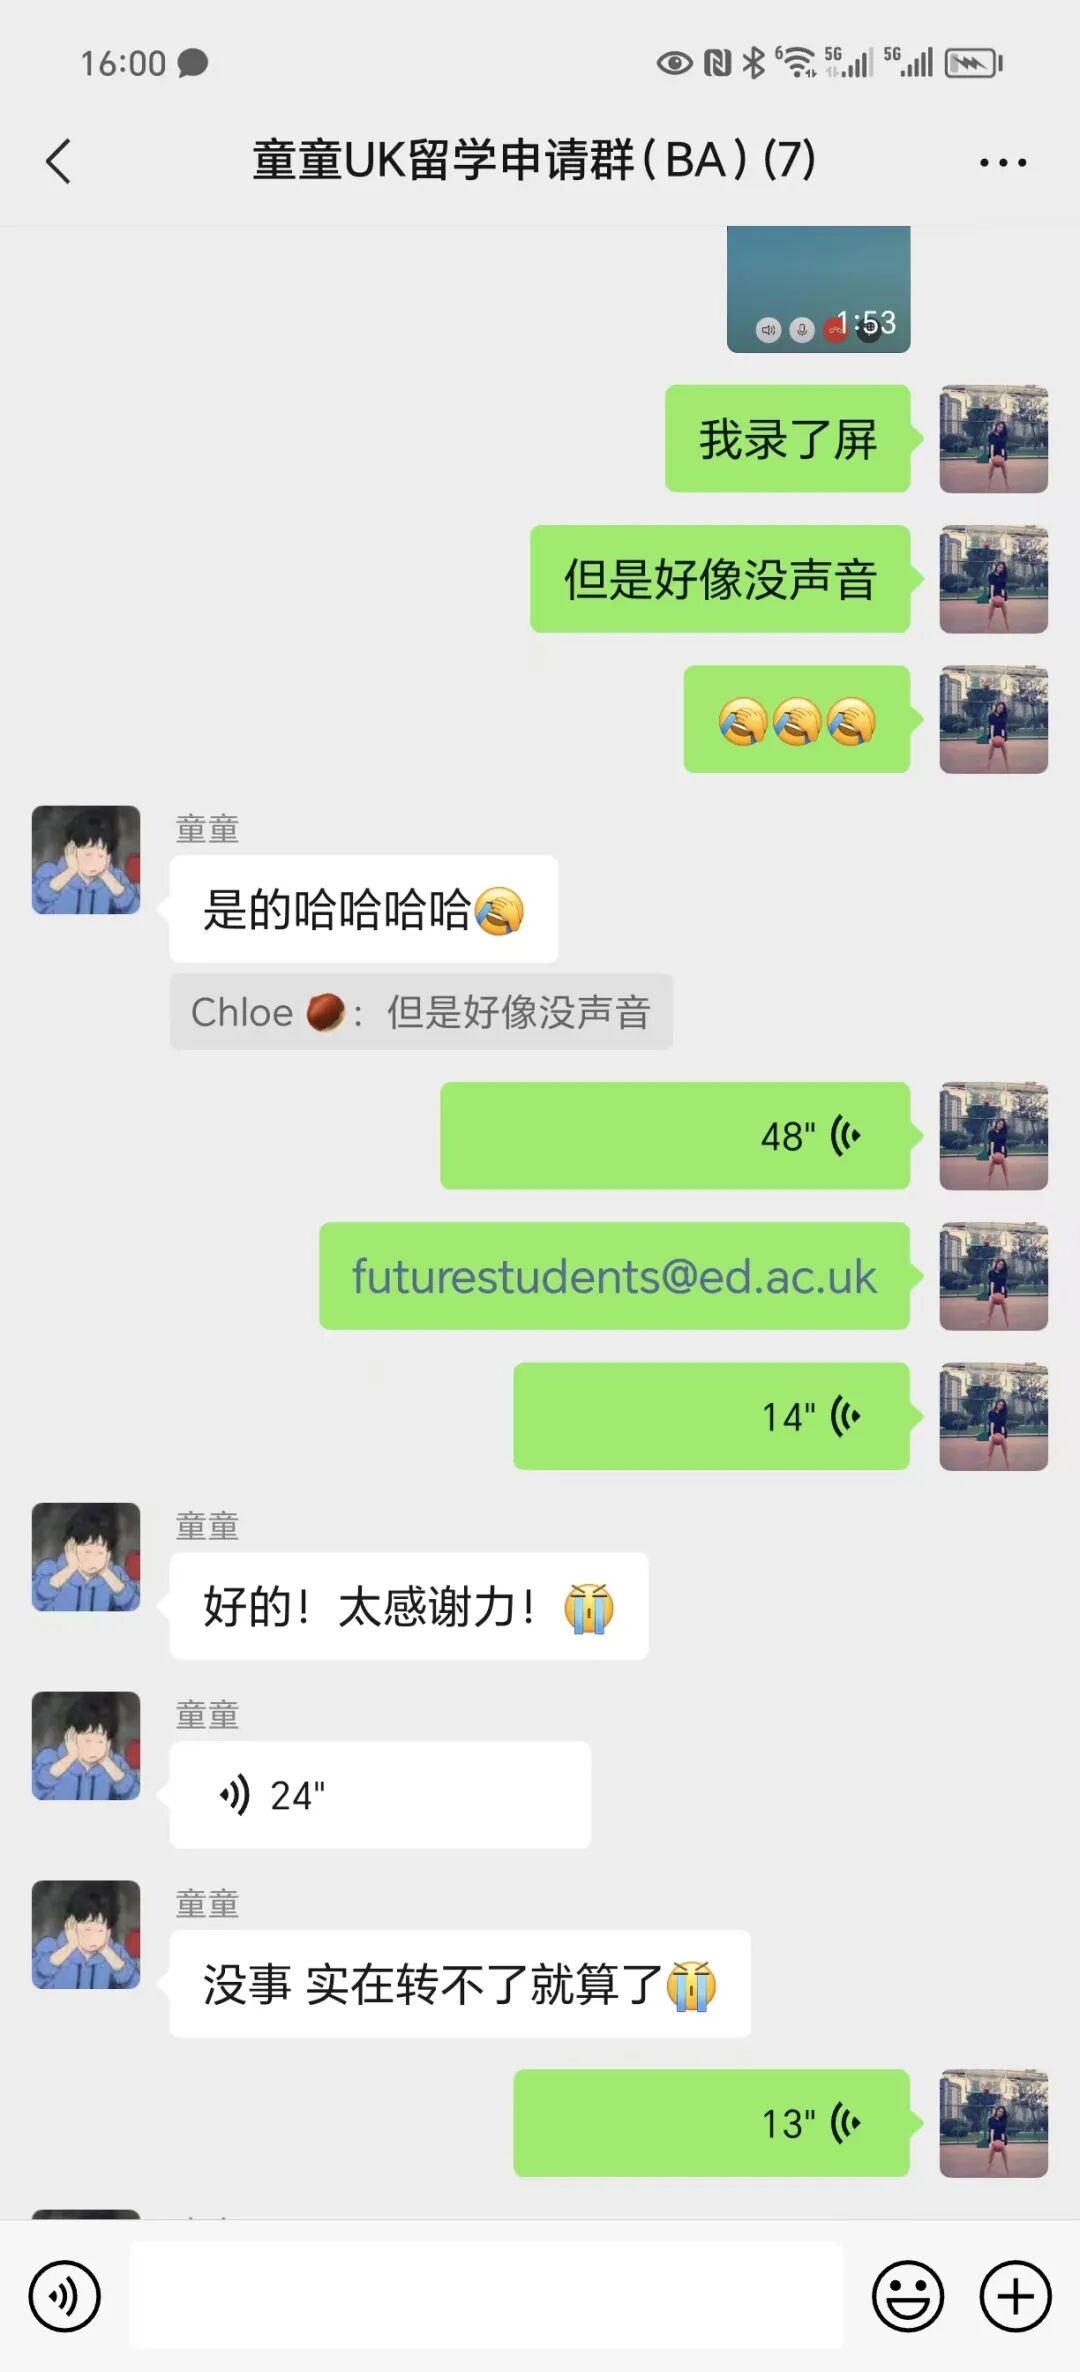 16:00
6 5G 5G
童童UK留学申请群(BA)(7)
1:53
我录了屏
但是好像没声音
🤦🤦🤦
童童
是的哈哈哈哈🤦
Chloe 🌰: 但是好像没声音
48"
futurestudents@ed.ac.uk
14"
童童
好的！太感谢力！😭
童童
24"
童童
没事 实在转不了就算了😭
13"